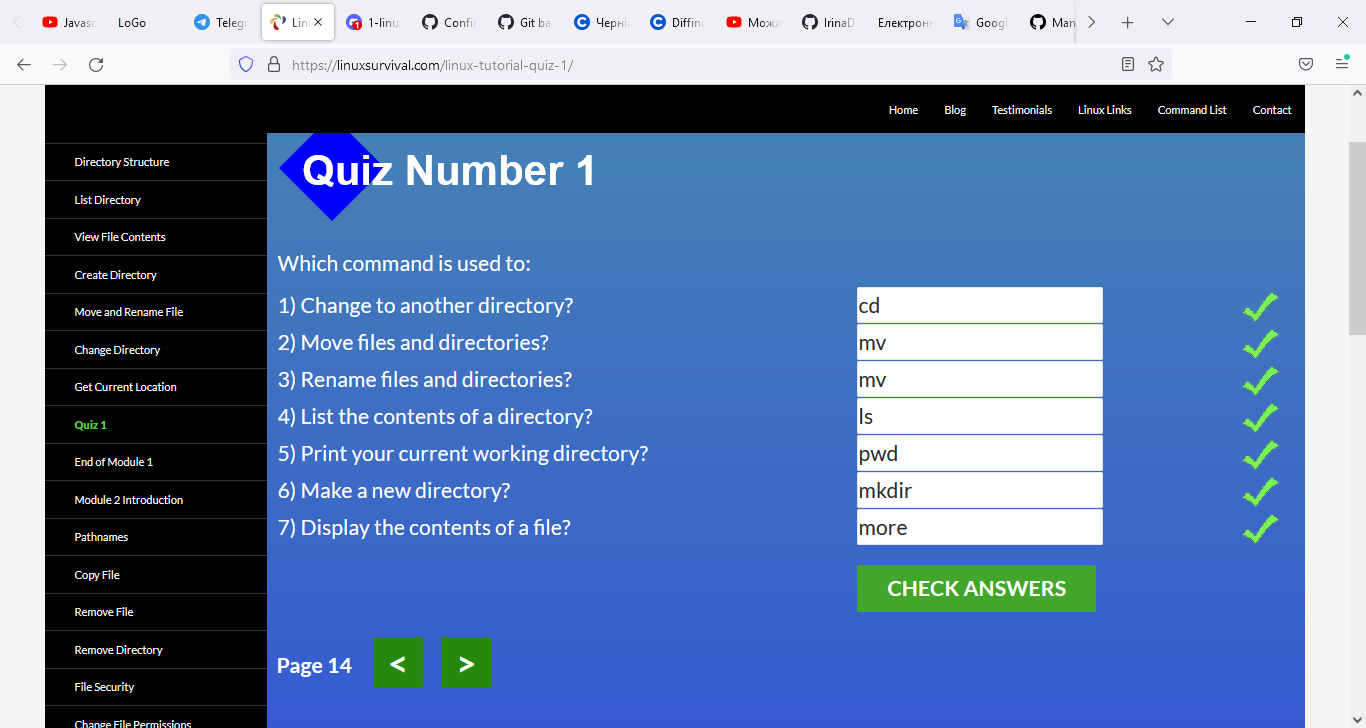 Javasc
LoGo
Telegr
Lin
1-linu
Confi
Git ba
Черні
Diffing
Можл
IrinaD
Електронн
Googl
Man
https://linuxsurvival.com/linux-tutorial-quiz-1/
Home Blog Testimonials Linux Links Command List Contact
Directory Structure
List Directory
View File Contents
Create Directory
Move and Rename File
Change Directory
Get Current Location
Quiz 1
End of Module 1
Module 2 Introduction
Pathnames
Copy File
Remove File
Remove Directory
File Security
Change File Permissions
Quiz Number 1
Which command is used to:
1) Change to another directory? cd
2) Move files and directories? mv
3) Rename files and directories? mv
4) List the contents of a directory? ls
5) Print your current working directory? pwd
6) Make a new directory? mkdir
7) Display the contents of a file? more
CHECK ANSWERS
Page 14 < >